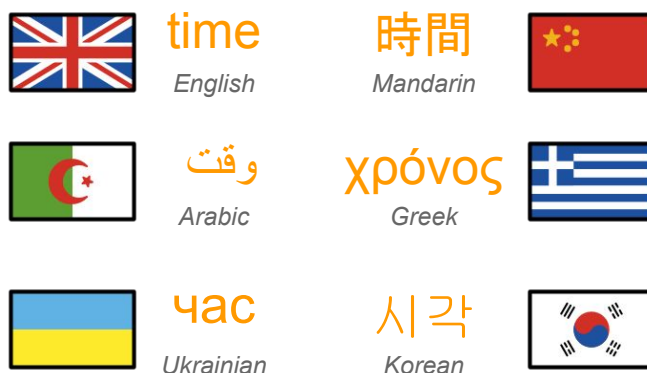 time 時間
English Mandarin
وقت χρόνος
Arabic Greek
час 시각
Ukrainian Korean